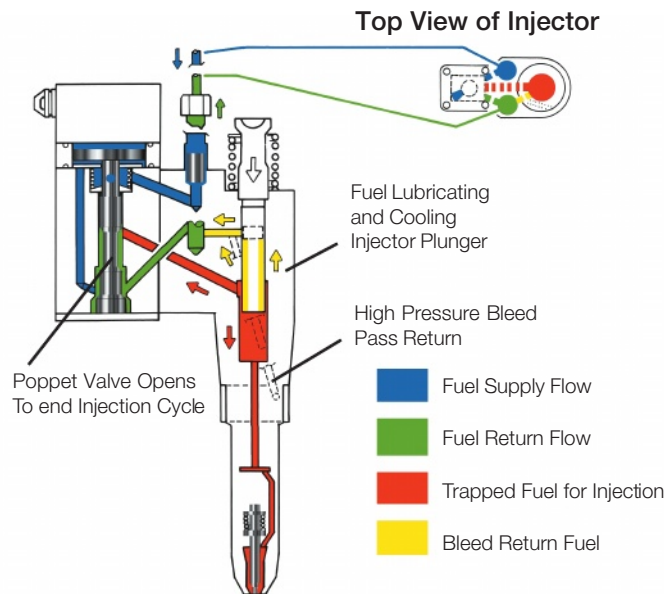 Top View of Injector
Fuel Lubricating
and Cooling
Injector Plunger
High Pressure Bleed
Pass Return
Poppet Valve Opens
To end Injection Cycle
Fuel Supply Flow
Fuel Return Flow
Trapped Fuel for Injection
Bleed Return Fuel